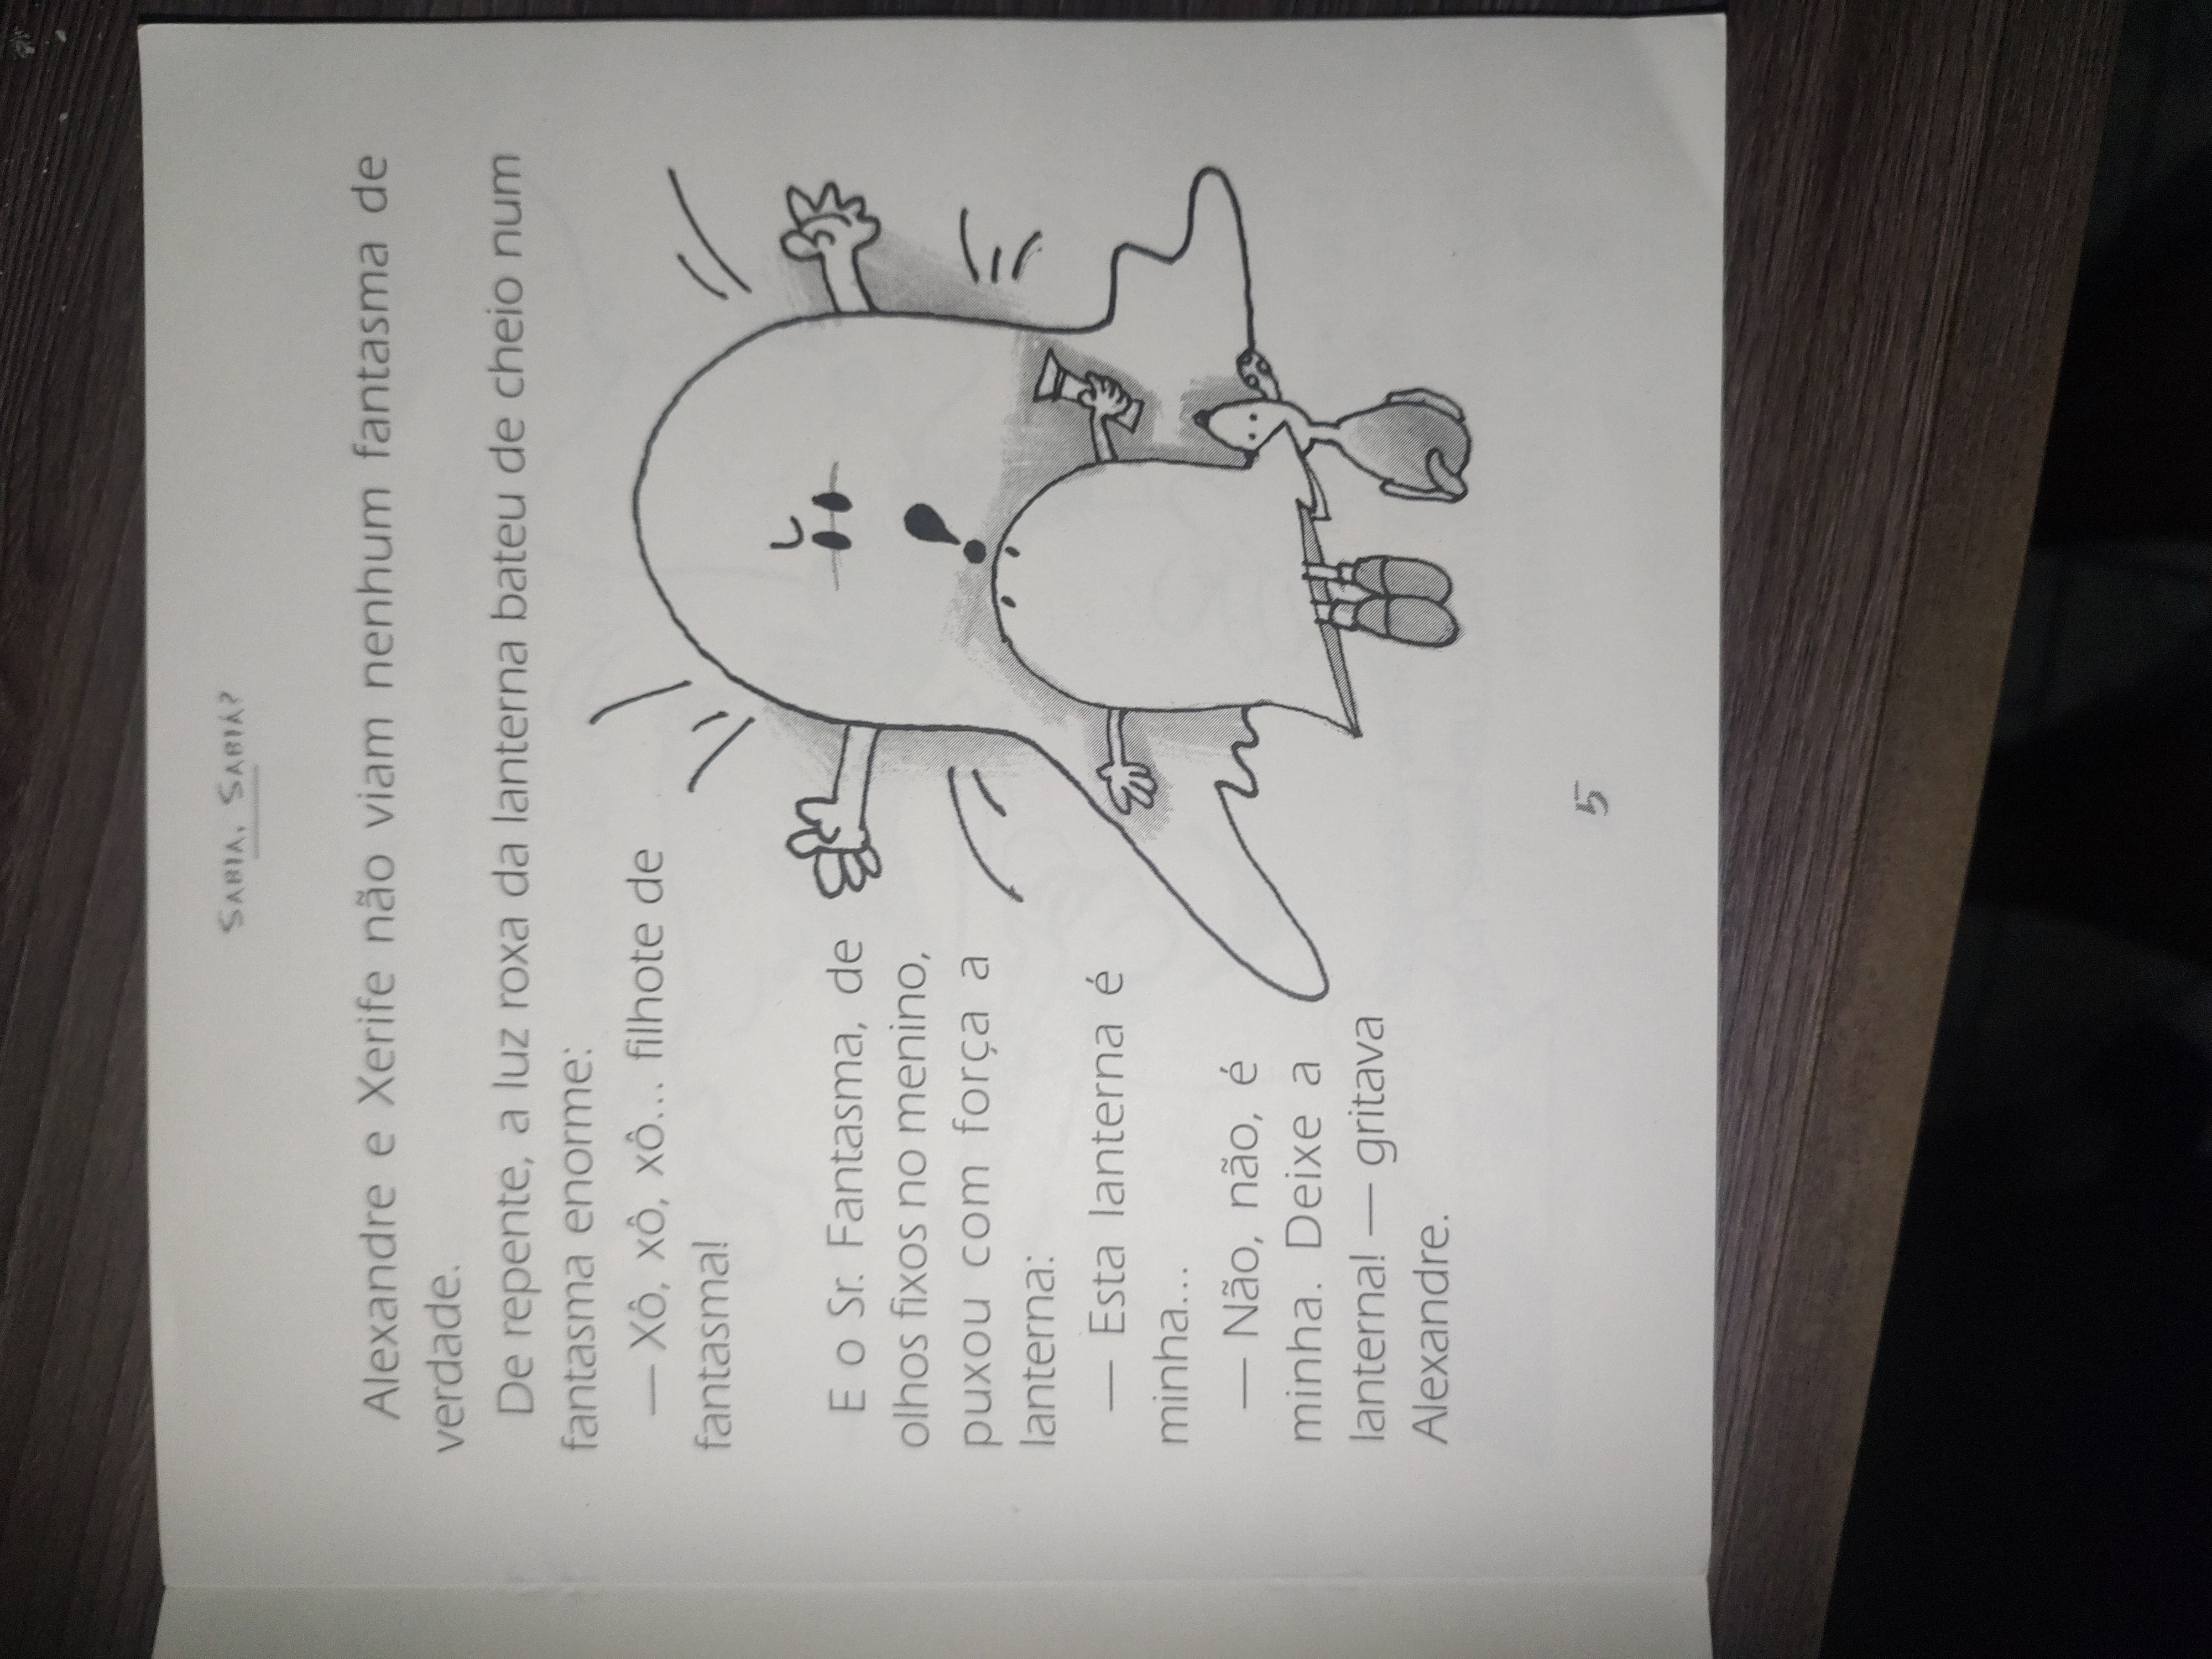 SABIA, SABIÁ?
Alexandre e Xerife não viam nenhum fantasma de
verdade.
De repente, a luz roxa da lanterna bateu de cheio num
fantasma enorme:
— Xô, xô, xô... filhote de
fantasma!
E o Sr. Fantasma, de
olhos fixos no menino,
puxou com força a
lanterna:
— Esta lanterna é
minha...
— Não, não, é
minha. Deixe a
lanterna! — gritava
Alexandre.
5